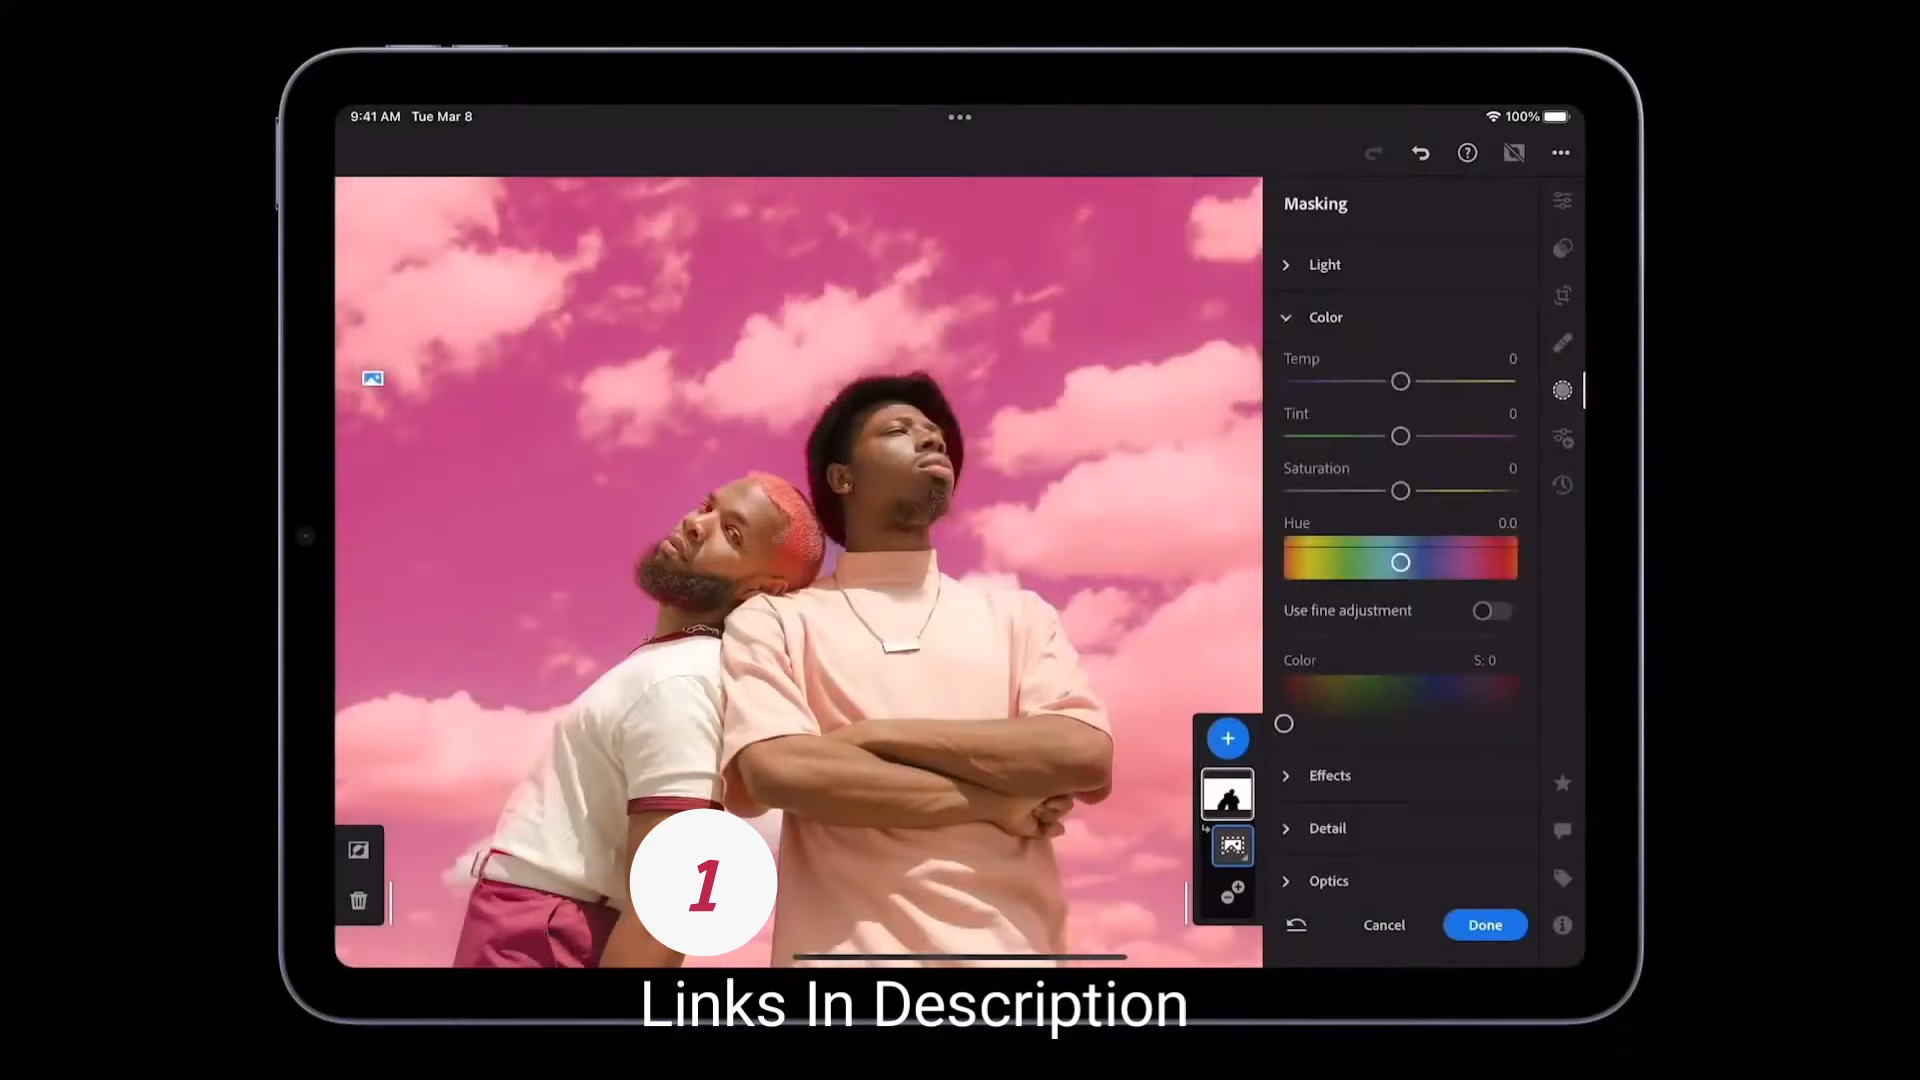 9:41 AM Tue Mar 8
100%
Masking
Light
Color
Temp 0
Tint 0
Saturation 0
Hue 0.0
Use fine adjustment
Color S: 0
Effects
Detail
Optics
Cancel Done
1
Links In Description